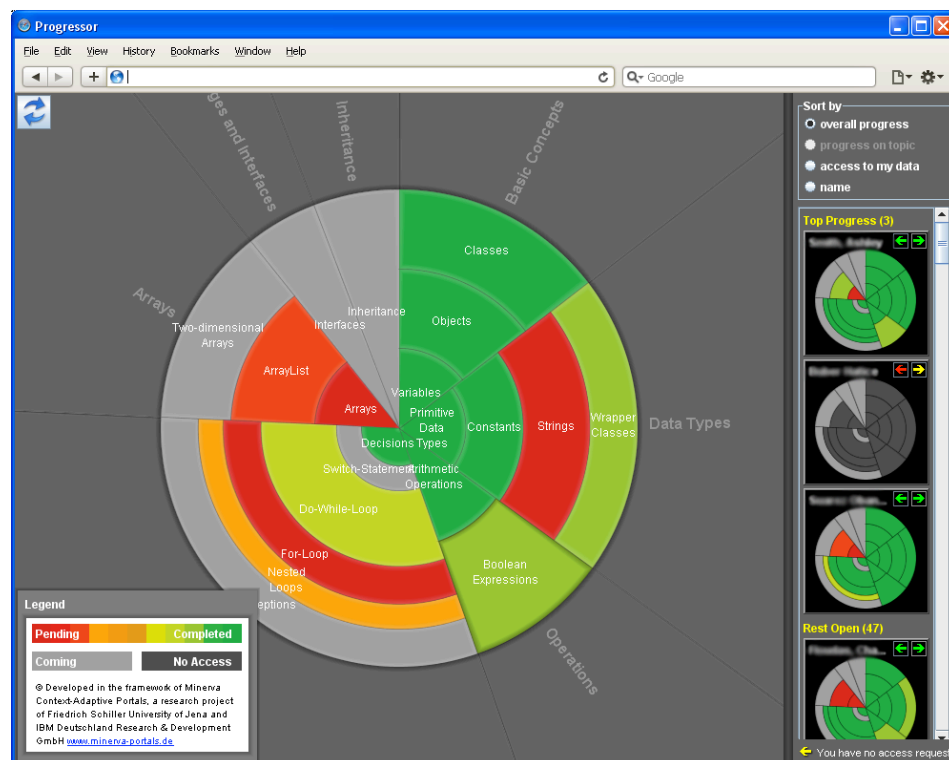 Progressor
File Edit View History Bookmarks Window Help
Google
ges and Interfaces
Inheritance
Basic Concepts
Arrays
Data Types
Operations
Classes
Objects
Variables
Primitive
Data
Types
Constants
Strings
Wrapper
Classes
Arithmetic
Operations
Boolean
Expressions
Decisions
Switch-Statement
Do-While-Loop
For-Loop
Nested
Loops
eptions
Arrays
ArrayList
Two-dimensional
Arrays
Interfaces
Inheritance
Sort by
overall progress
progress on topic
access to my data
name
Top Progress (3)
Rest Open (47)
You have no access request
Legend
Pending Completed
Coming No Access
© Developed in the framework of Minerva
Context-Adaptive Portals, a research project
of Friedrich Schiller University of Jena and
IBM Deutschland Research & Development
GmbH www.minerva-portals.de